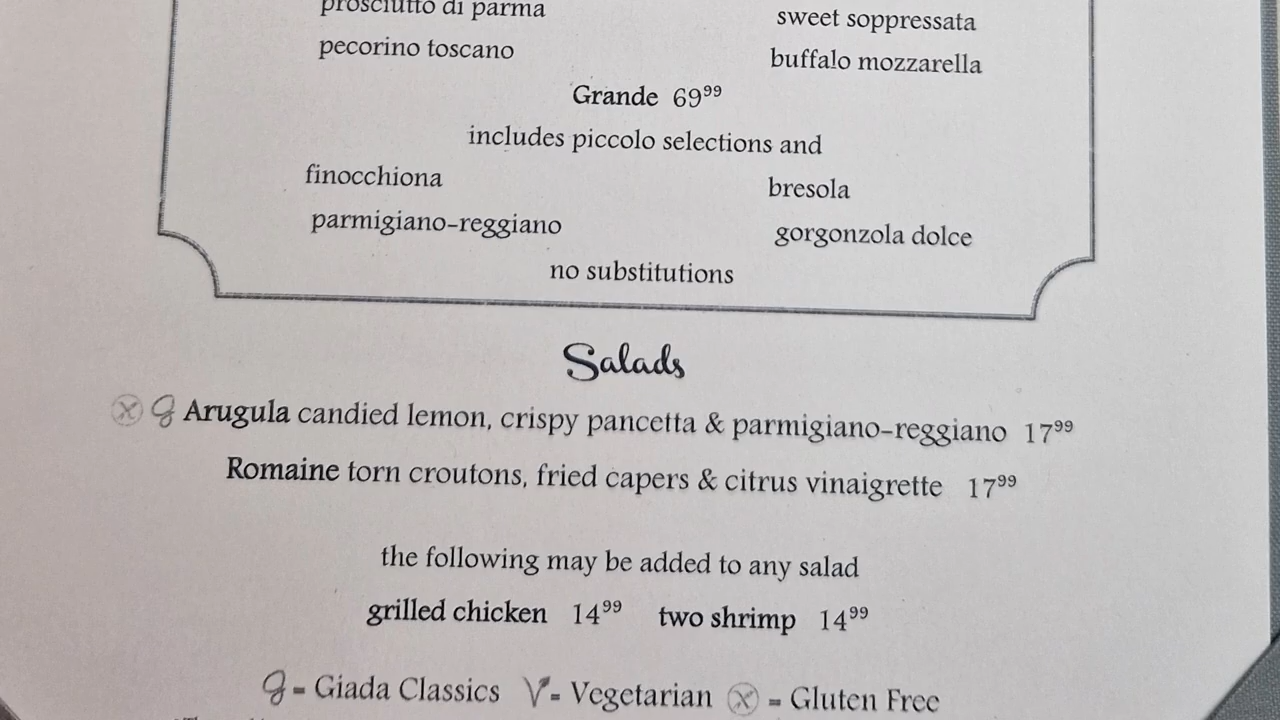 prosciutto di parma sweet soppressata
pecorino toscano buffalo mozzarella
Grande 69⁹⁹
includes piccolo selections and
finocchiona bresola
parmigiano-reggiano gorgonzola dolce
no substitutions
Salads
g Arugula candied lemon, crispy pancetta & parmigiano-reggiano 17⁹⁹
Romaine torn croutons, fried capers & citrus vinaigrette 17⁹⁹
the following may be added to any salad
grilled chicken 14⁹⁹ two shrimp 14⁹⁹
g = Giada Classics V = Vegetarian = Gluten Free